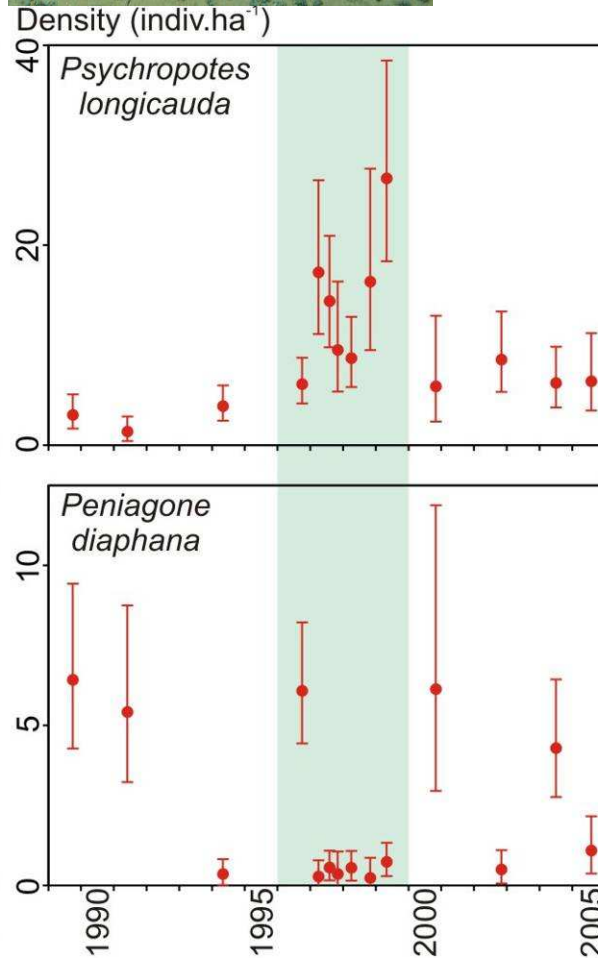 Density (indiv.ha⁻¹)
40
Psychropotes
longicauda
20
0
Peniagone
diaphana
10
5
0
1990
1995
2000
2005